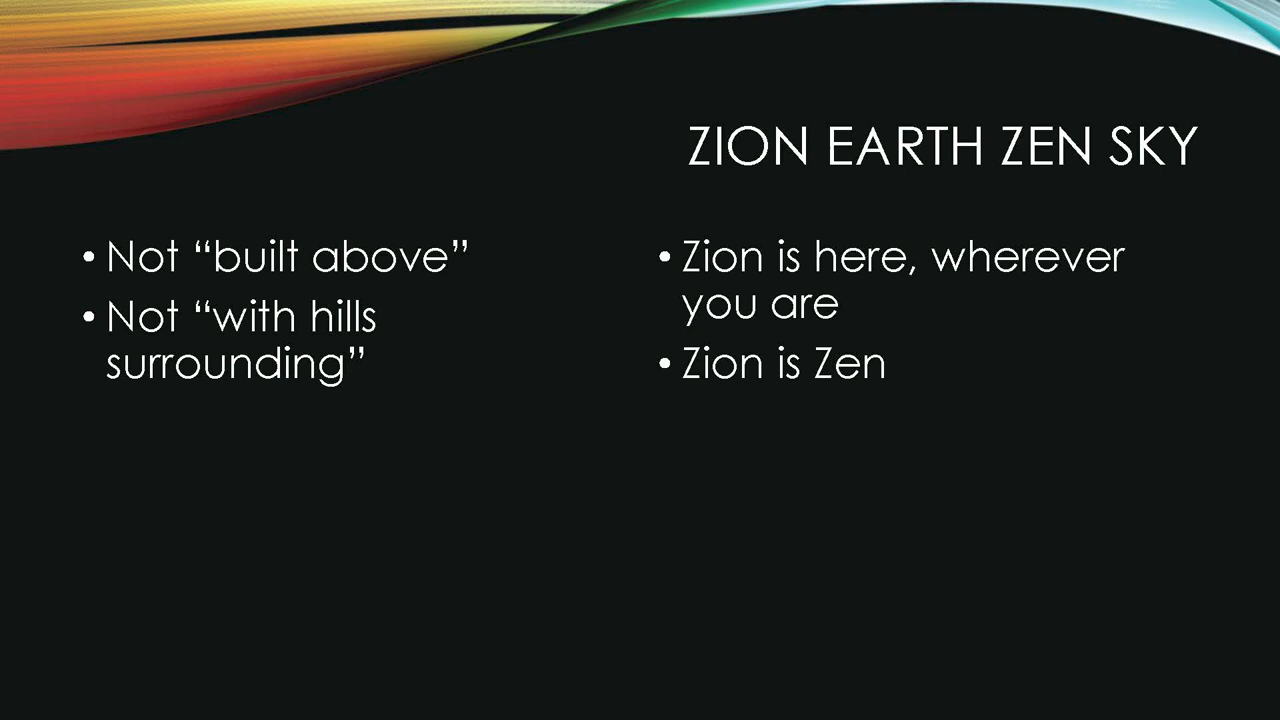 ZION EARTH ZEN SKY
• Not “built above”
• Not “with hills
surrounding”
• Zion is here, wherever
you are
• Zion is Zen